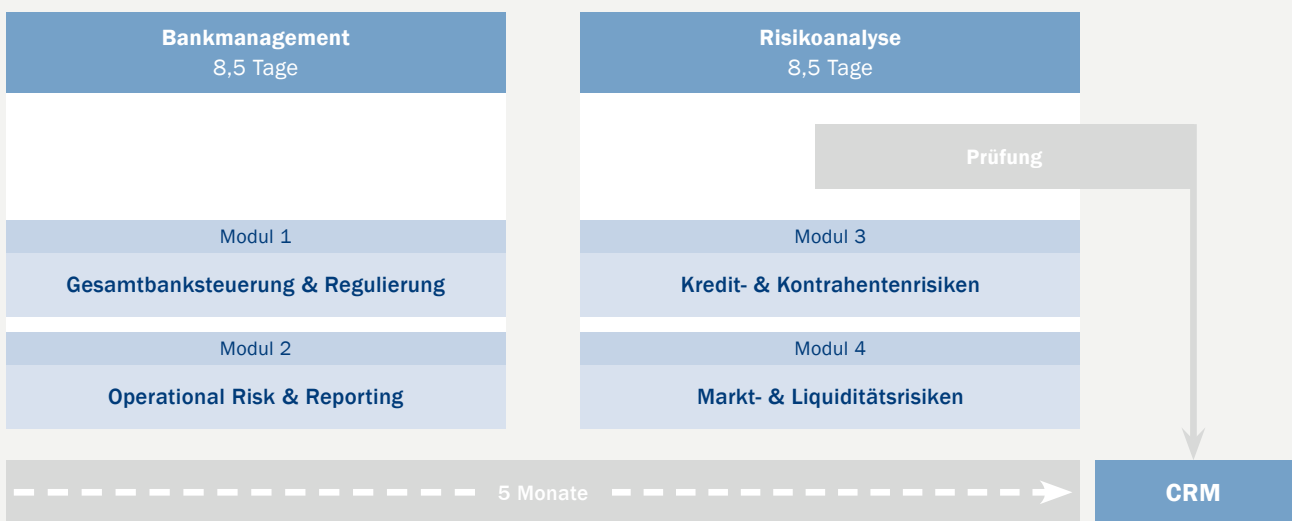 Bankmanagement
8,5 Tage
Risikoanalyse
8,5 Tage
Prüfung
Modul 1
Gesamtbanksteuerung & Regulierung
Modul 2
Operational Risk & Reporting
Modul 3
Kredit- & Kontrahentenrisiken
Modul 4
Markt- & Liquiditätsrisiken
5 Monate
CRM